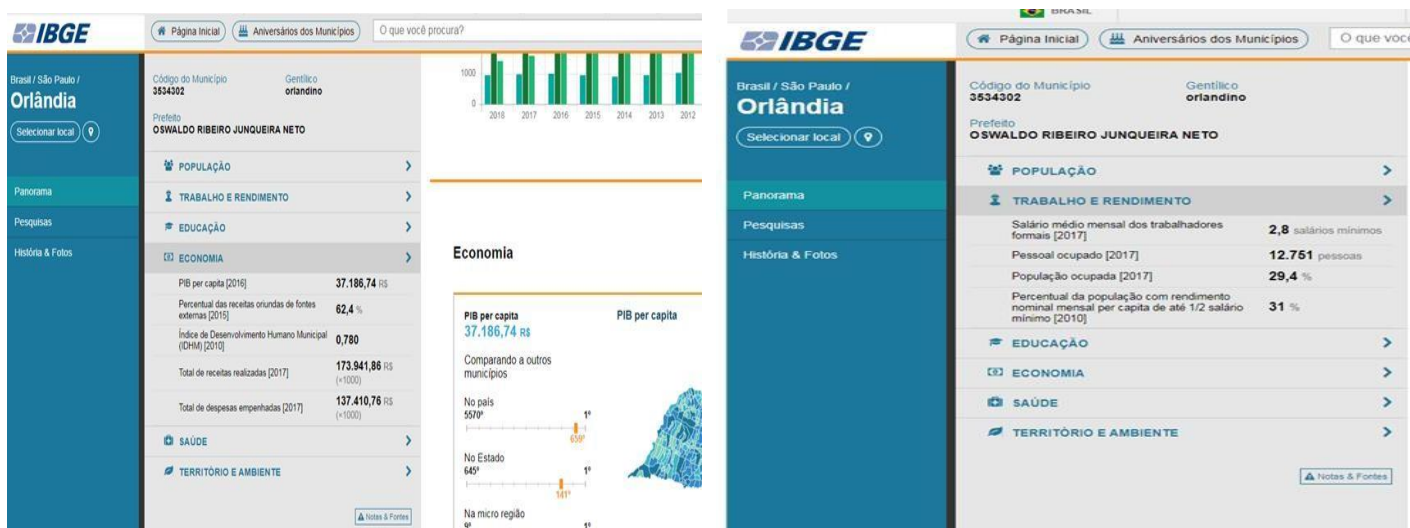 IBGE
Página Inicial
Aniversários dos Municípios
O que você procura?
Brasil / São Paulo /
Orlândia
Selecionar local
Panorama
Pesquisas
História & Fotos
Código do Município
3534302
Gentílico
orlandino
Prefeito
OSWALDO RIBEIRO JUNQUEIRA NETO
POPULAÇÃO
TRABALHO E RENDIMENTO
EDUCAÇÃO
ECONOMIA
PIB per capita [2016] 37.186,74 R$
Percentual das receitas oriundas de fontes
externas [2015] 62,4 %
Índice de Desenvolvimento Humano Municipal
(IDHM) [2010] 0,780
Total de receitas realizadas [2017] 173.941,86 R$
(×1000)
Total de despesas empenhadas [2017] 137.410,76 R$
(×1000)
SAÚDE
TERRITÓRIO E AMBIENTE
Notas & Fontes
1000
0
2018 2017 2016 2015 2014 2013 2012
Economia
PIB per capita
37.186,74 R$
PIB per capita
Comparando a outros
municípios
No país
5570º 1º
659º
No Estado
645º 1º
141º
Na micro região
9º 1º
BRASIL
IBGE
Página Inicial
Aniversários dos Municípios
O que você
Brasil / São Paulo /
Orlândia
Selecionar local
Panorama
Pesquisas
História & Fotos
Código do Município
3534302
Gentílico
orlandino
Prefeito
OSWALDO RIBEIRO JUNQUEIRA NETO
POPULAÇÃO
TRABALHO E RENDIMENTO
Salário médio mensal dos trabalhadores
formais [2017] 2,8 salários mínimos
Pessoal ocupado [2017] 12.751 pessoas
População ocupada [2017] 29,4 %
Percentual da população com rendimento
nominal mensal per capita de até 1/2 salário
mínimo [2010] 31 %
EDUCAÇÃO
ECONOMIA
SAÚDE
TERRITÓRIO E AMBIENTE
Notas & Fontes